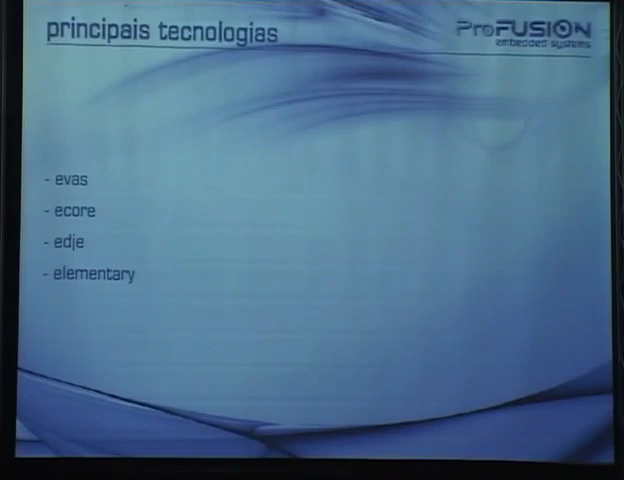 principais tecnologias
ProFUSION
embedded systems
- evas
- ecore
- edje
- elementary